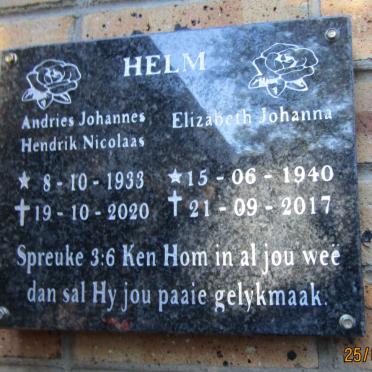 HELM
Andries Johannes
Hendrik Nicolaas
8-10-1933
19-10-2020
Elizabeth Johanna
15-06-1940
21-09-2017
Spreuke 3:6 Ken Hom in al jou weë
dan sal Hy jou paaie gelykmaak.
25/